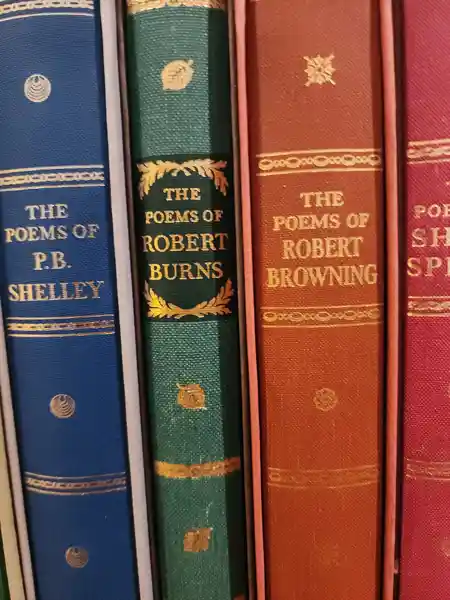 THE
POEMS OF
P.B.
SHELLEY
THE
POEMS OF
ROBERT
BURNS
THE
POEMS OF
ROBERT
BROWNING